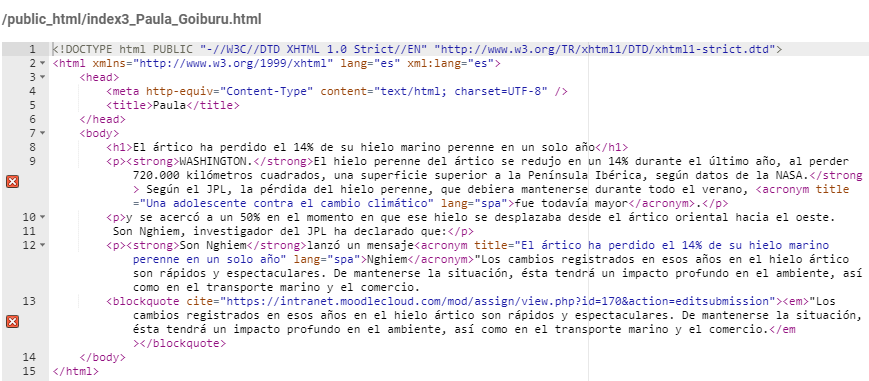 /public_html/index3_Paula_Goiburu.html
1 <!DOCTYPE html PUBLIC "-//W3C//DTD XHTML 1.0 Strict//EN" "http://www.w3.org/TR/xhtml1/DTD/xhtml1-strict.dtd">
2 <html xmlns="http://www.w3.org/1999/xhtml" lang="es" xml:lang="es">
3 <head>
4 <meta http-equiv="Content-Type" content="text/html; charset=UTF-8" />
5 <title>Paula</title>
6 </head>
7 <body>
8 <h1>El ártico ha perdido el 14% de su hielo marino perenne en un solo año</h1>
9 <p><strong>WASHINGTON.</strong>El hielo perenne del ártico se redujo en un 14% durante el último año, al perder
720.000 kilómetros cuadrados, una superficie superior a la Península Ibérica, según datos de la NASA.</strong
> Según el JPL, la pérdida del hielo perenne, que debiera mantenerse durante todo el verano, <acronym title
="Una adolescente contra el cambio climático" lang="spa">fue todavía mayor</acronym>.</p>
10 <p>y se acercó a un 50% en el momento en que ese hielo se desplazaba desde el ártico oriental hacia el oeste.
11 Son Nghiem, investigador del JPL ha declarado que:</p>
12 <p><strong>Son Nghiem</strong>lanzó un mensaje<acronym title="El ártico ha perdido el 14% de su hielo marino
perenne en un solo año" lang="spa">Nghiem</acronym>"Los cambios registrados en esos años en el hielo ártico
son rápidos y espectaculares. De mantenerse la situación, ésta tendrá un impacto profundo en el ambiente, así
como en el transporte marino y el comercio.
13 <blockquote cite="https://intranet.moodlecloud.com/mod/assign/view.php?id=170&action=editsubmission"><em>"Los
cambios registrados en esos años en el hielo ártico son rápidos y espectaculares. De mantenerse la situación,
ésta tendrá un impacto profundo en el ambiente, así como en el transporte marino y el comercio.</em
></blockquote>
14 </body>
15 </html>